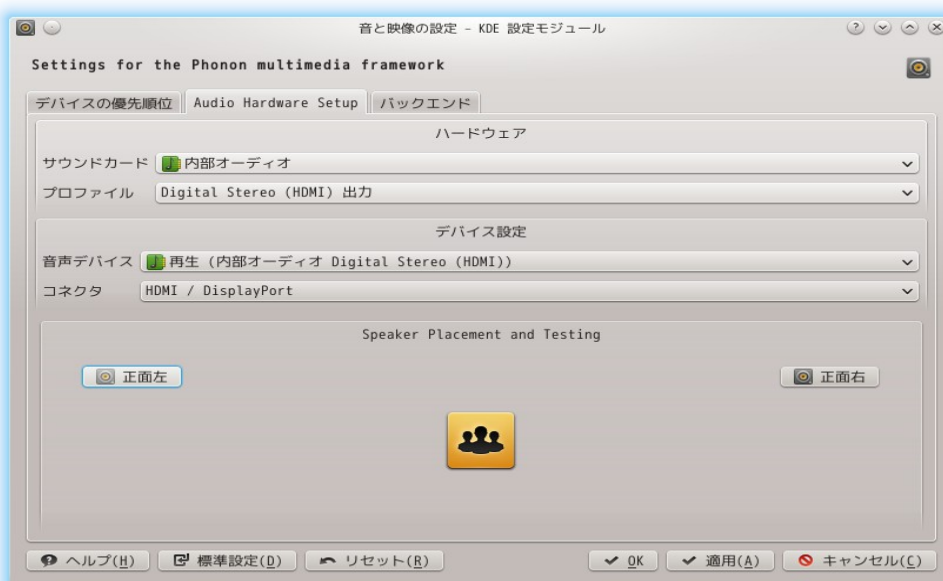 音と映像の設定 – KDE 設定モジュール
Settings for the Phonon multimedia framework
デバイスの優先順位 Audio Hardware Setup バックエンド
ハードウェア
サウンドカード 内部オーディオ
プロファイル Digital Stereo (HDMI) 出力
デバイス設定
音声デバイス 再生 (内部オーディオ Digital Stereo (HDMI))
コネクタ HDMI / DisplayPort
Speaker Placement and Testing
正面左 正面右
ヘルプ(H) 標準設定(D) リセット(R) OK 適用(A) キャンセル(C)